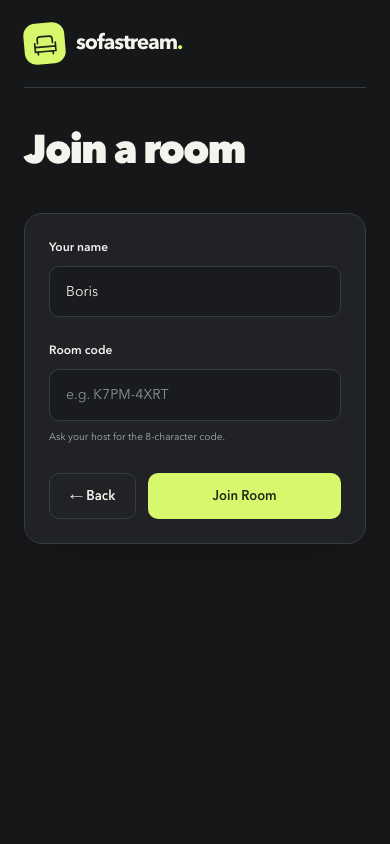 sofastream.
Join a room
Your name
Boris
Room code
e.g. K7PM-4XRT
Ask your host for the 8-character code.
← Back
Join Room